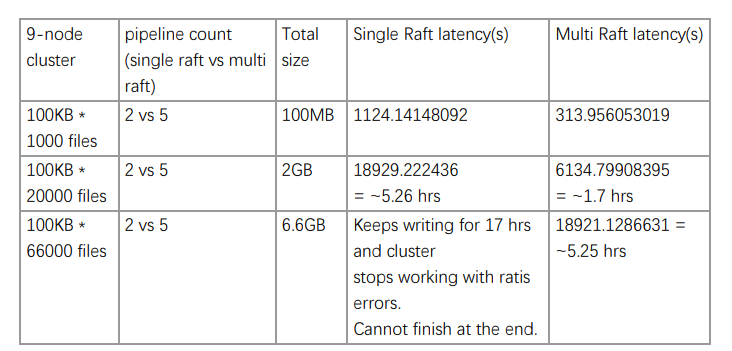 9-node cluster | pipeline count (single raft vs multi raft) | Total size | Single Raft latency(s) | Multi Raft latency(s)
100KB * 1000 files | 2 vs 5 | 100MB | 1124.14148092 | 313.956053019
100KB * 20000 files | 2 vs 5 | 2GB | 18929.222436 = ~5.26 hrs | 6134.79908395 = ~1.7 hrs
100KB * 66000 files | 2 vs 5 | 6.6GB | Keeps writing for 17 hrs and cluster stops working with ratis errors. Cannot finish at the end. | 18921.1286631 = ~5.25 hrs